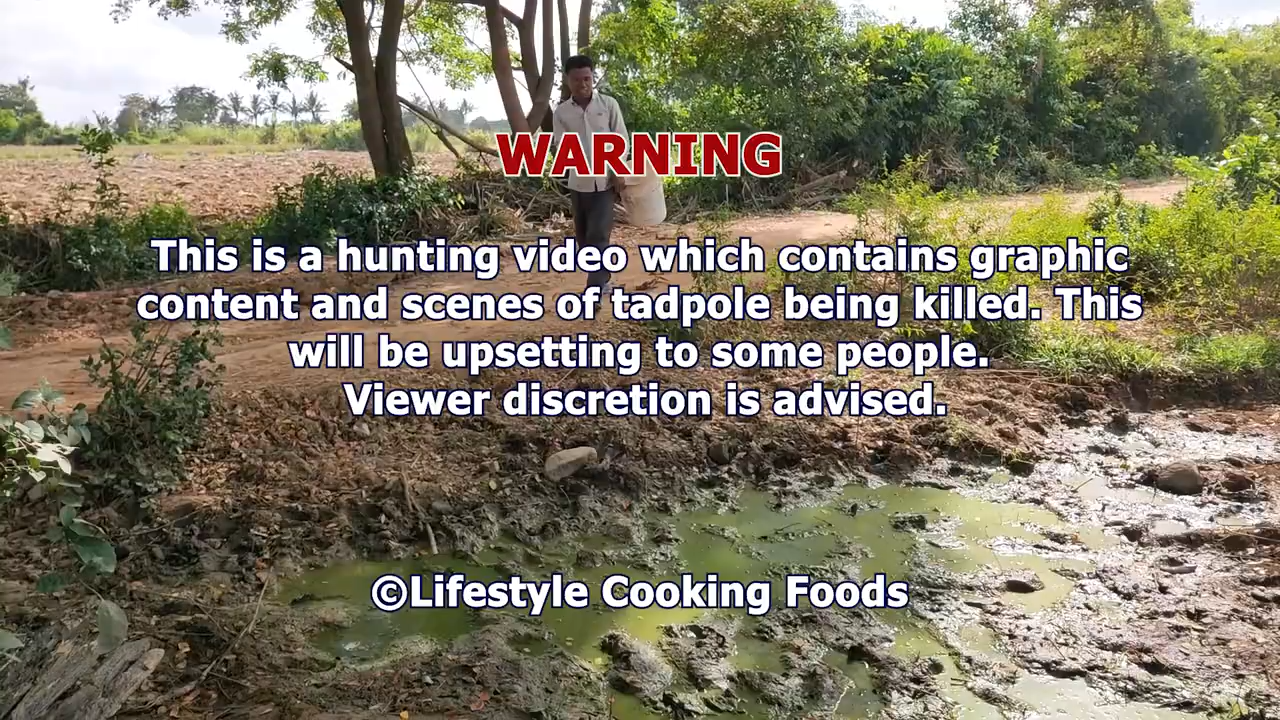 WARNING
This is a hunting video which contains graphic
content and scenes of tadpole being killed. This
will be upsetting to some people.
Viewer discretion is advised.
©Lifestyle Cooking Foods